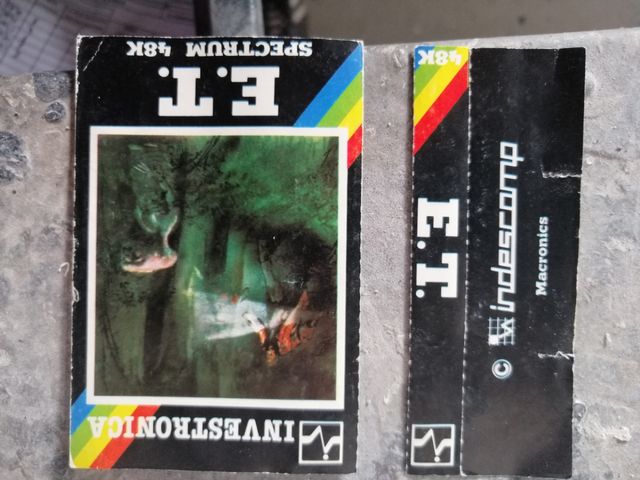 E.T.
SPECTRUM 48K
INVESTRONICA
48K
E.T.
© indescomp
Macronics